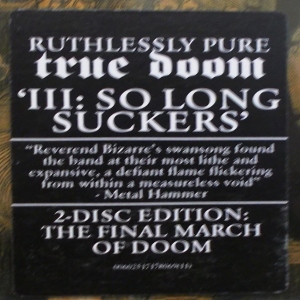 RUTHLESSLY PURE
true doom
'III: SO LONG
SUCKERS'
"Reverend Bizarre's swansong found
the band at their most lithe and
expansive, a defiant flame flickering
from within a measureless void"
- Metal Hammer
2-DISC EDITION:
THE FINAL MARCH
OF DOOM